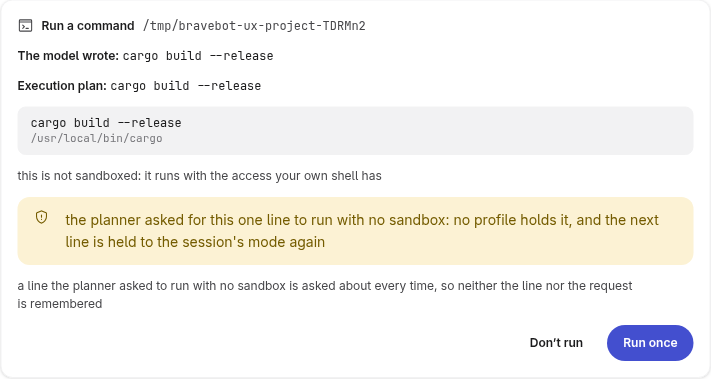 Run a command /tmp/bravebot-ux-project-TDRMn2
The model wrote: cargo build --release
Execution plan: cargo build --release
cargo build --release
/usr/local/bin/cargo
this is not sandboxed: it runs with the access your own shell has
the planner asked for this one line to run with no sandbox: no profile holds it, and the next
line is held to the session's mode again
a line the planner asked to run with no sandbox is asked about every time, so neither the line nor the request
is remembered
Don’t run Run once